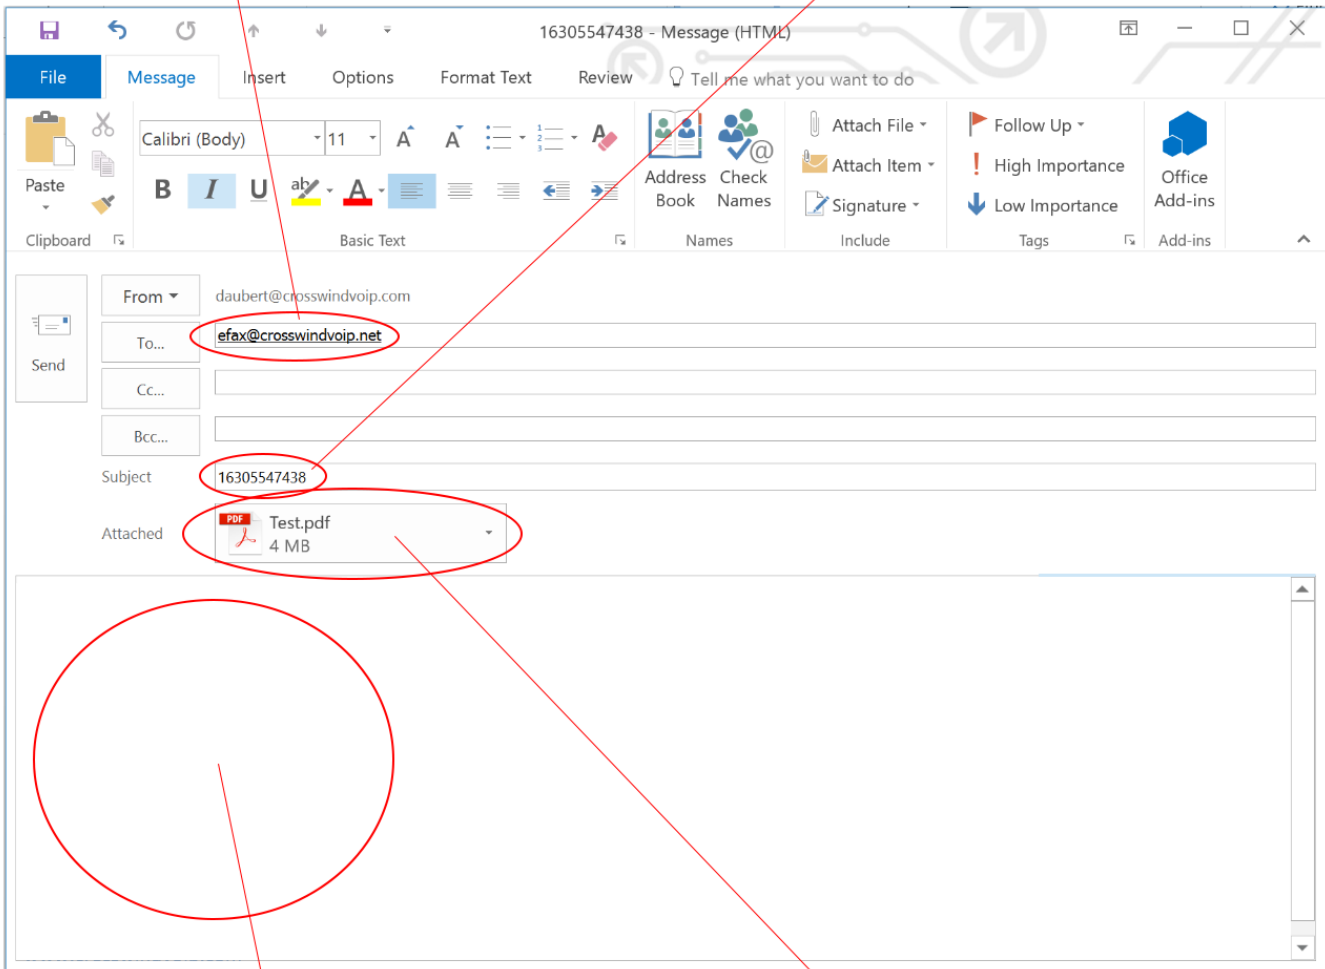 16305547438 - Message (HTML)
File Message Insert Options Format Text Review Tell me what you want to do
Paste
Clipboard
Calibri (Body) 11 A A
B I U ab A
Basic Text
Address Book
Check Names
Names
Attach File
Attach Item
Signature
Include
Follow Up
High Importance
Low Importance
Tags
Office Add-ins
Add-ins
Send
From daubert@crosswindvoip.com
To... efax@crosswindvoip.net
Cc...
Bcc...
Subject 16305547438
Attached PDF Test.pdf
4 MB